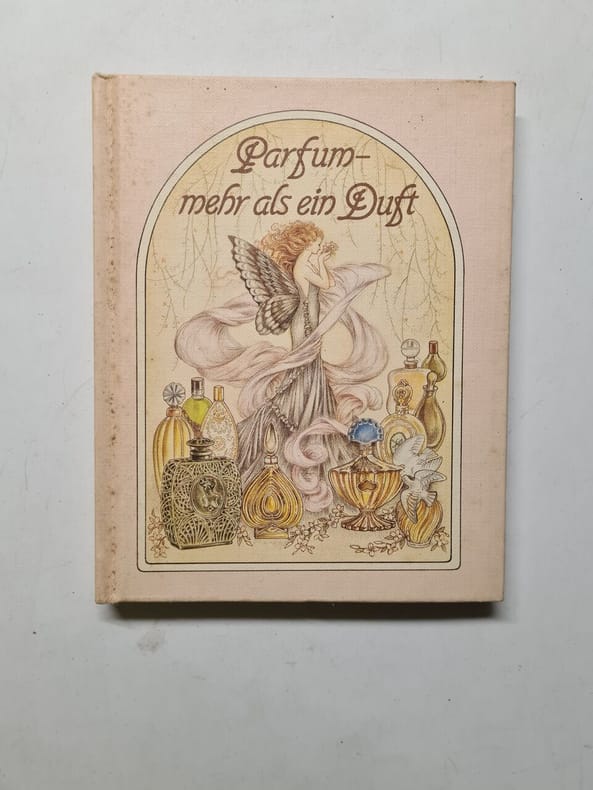 Parfum-
mehr als ein Duft